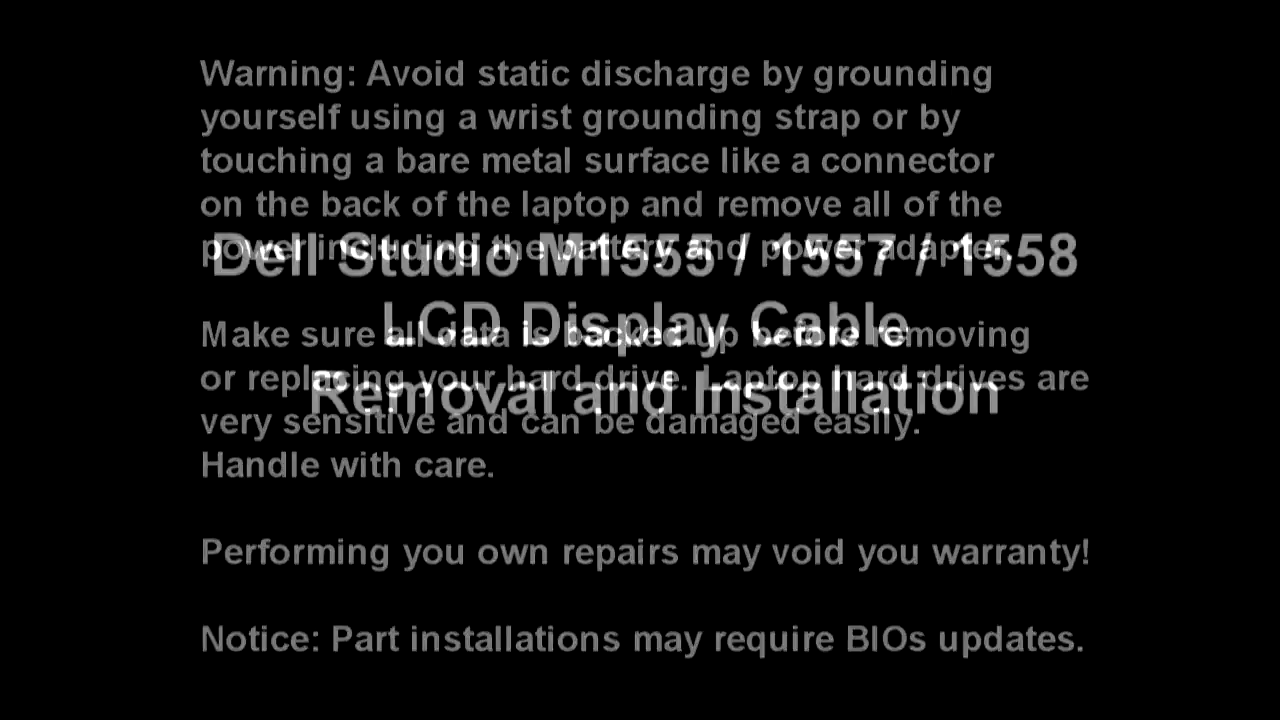 Warning: Avoid static discharge by grounding
yourself using a wrist grounding strap or by
touching a bare metal surface like a connector
on the back of the laptop and remove all of the
power including the battery and power adapter.
Dell Studio M1555 / 1557 / 1558
LCD Display Cable
Removal and Installation
Make sure all data is backed up before removing
or replacing your hard drive. Laptop hard drives are
very sensitive and can be damaged easily.
Handle with care.
Performing you own repairs may void you warranty!
Notice: Part installations may require BIOs updates.